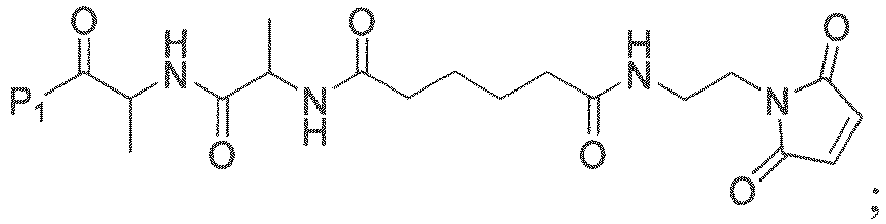 O H O H O
P1 N N N
O H O O
;